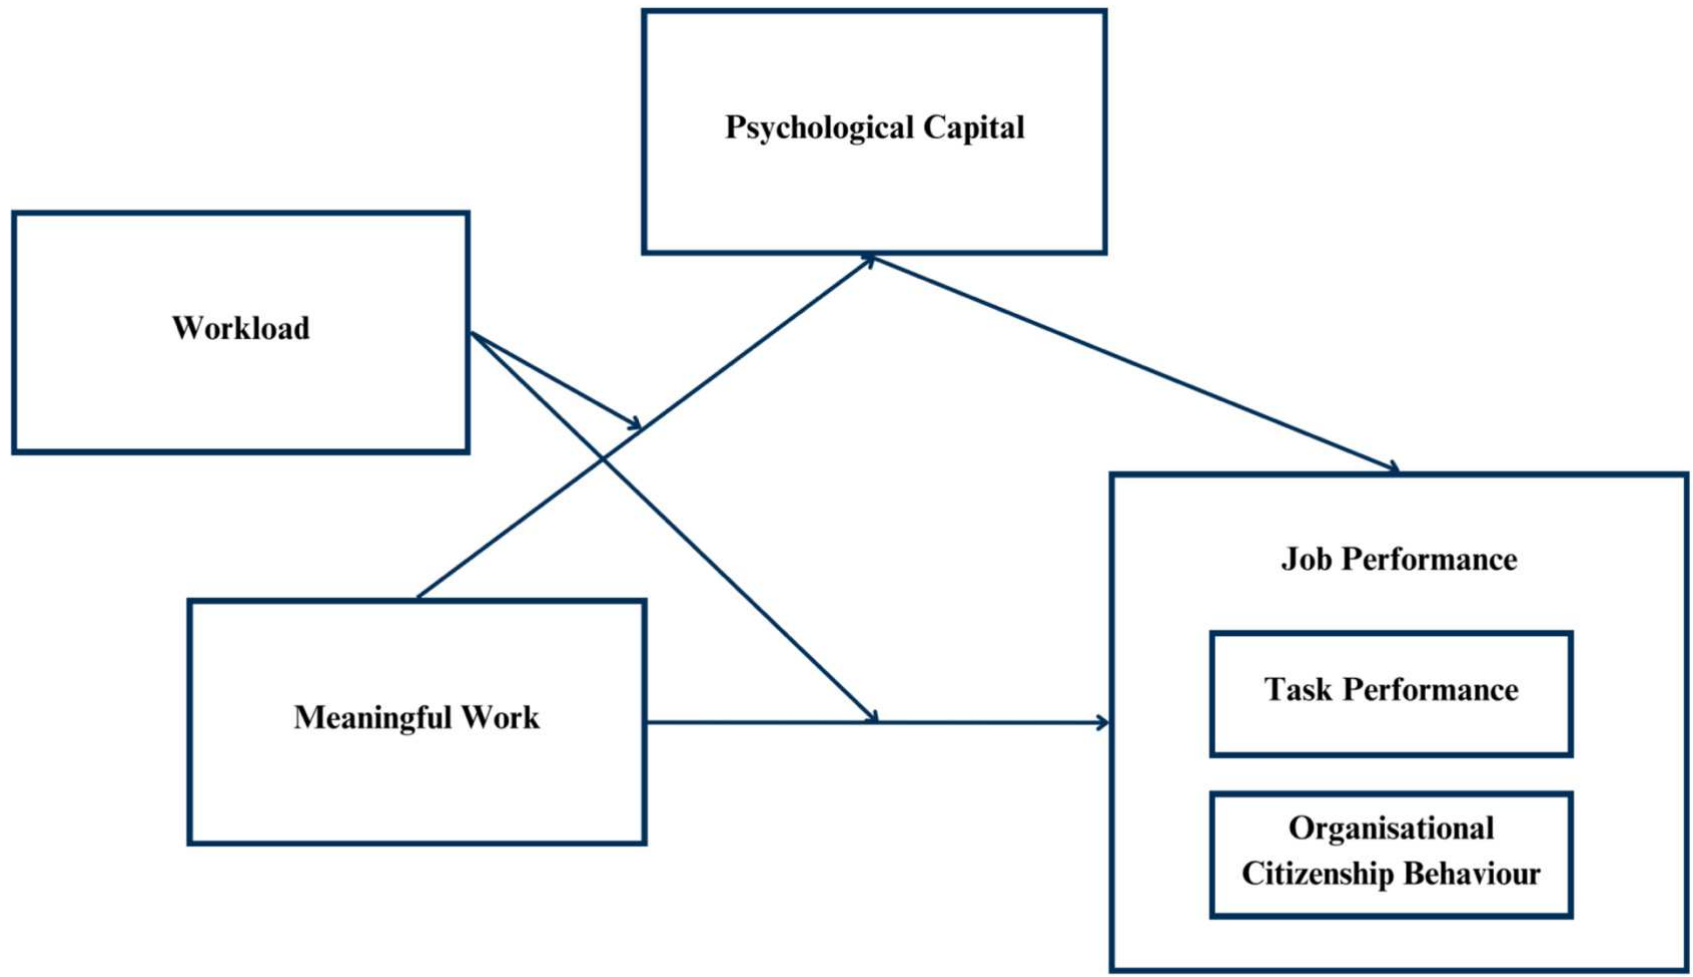 Psychological Capital
Workload
Meaningful Work
Job Performance
Task Performance
Organisational
Citizenship Behaviour